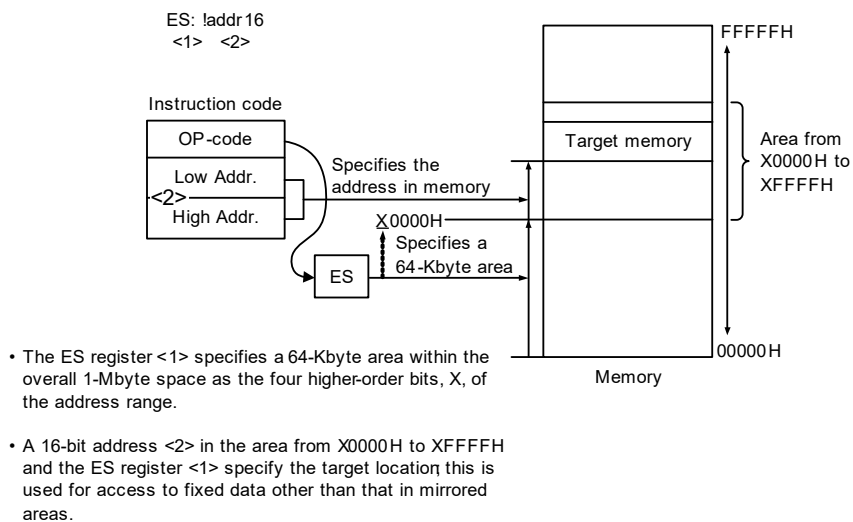 ES: !addr16
<1> <2>
FFFFFH
Instruction code
OP-code
Low Addr.
<2>
High Addr.
Specifies the
address in memory
Target memory
Area from
X0000H to
XFFFFH
X0000H
Specifies a
64-Kbyte area
ES
00000H
Memory
• The ES register <1> specifies a 64-Kbyte area within the
overall 1-Mbyte space as the four higher-order bits, X, of
the address range.
• A 16-bit address <2> in the area from X0000H to XFFFFH
and the ES register <1> specify the target location; this is
used for access to fixed data other than that in mirrored
areas.